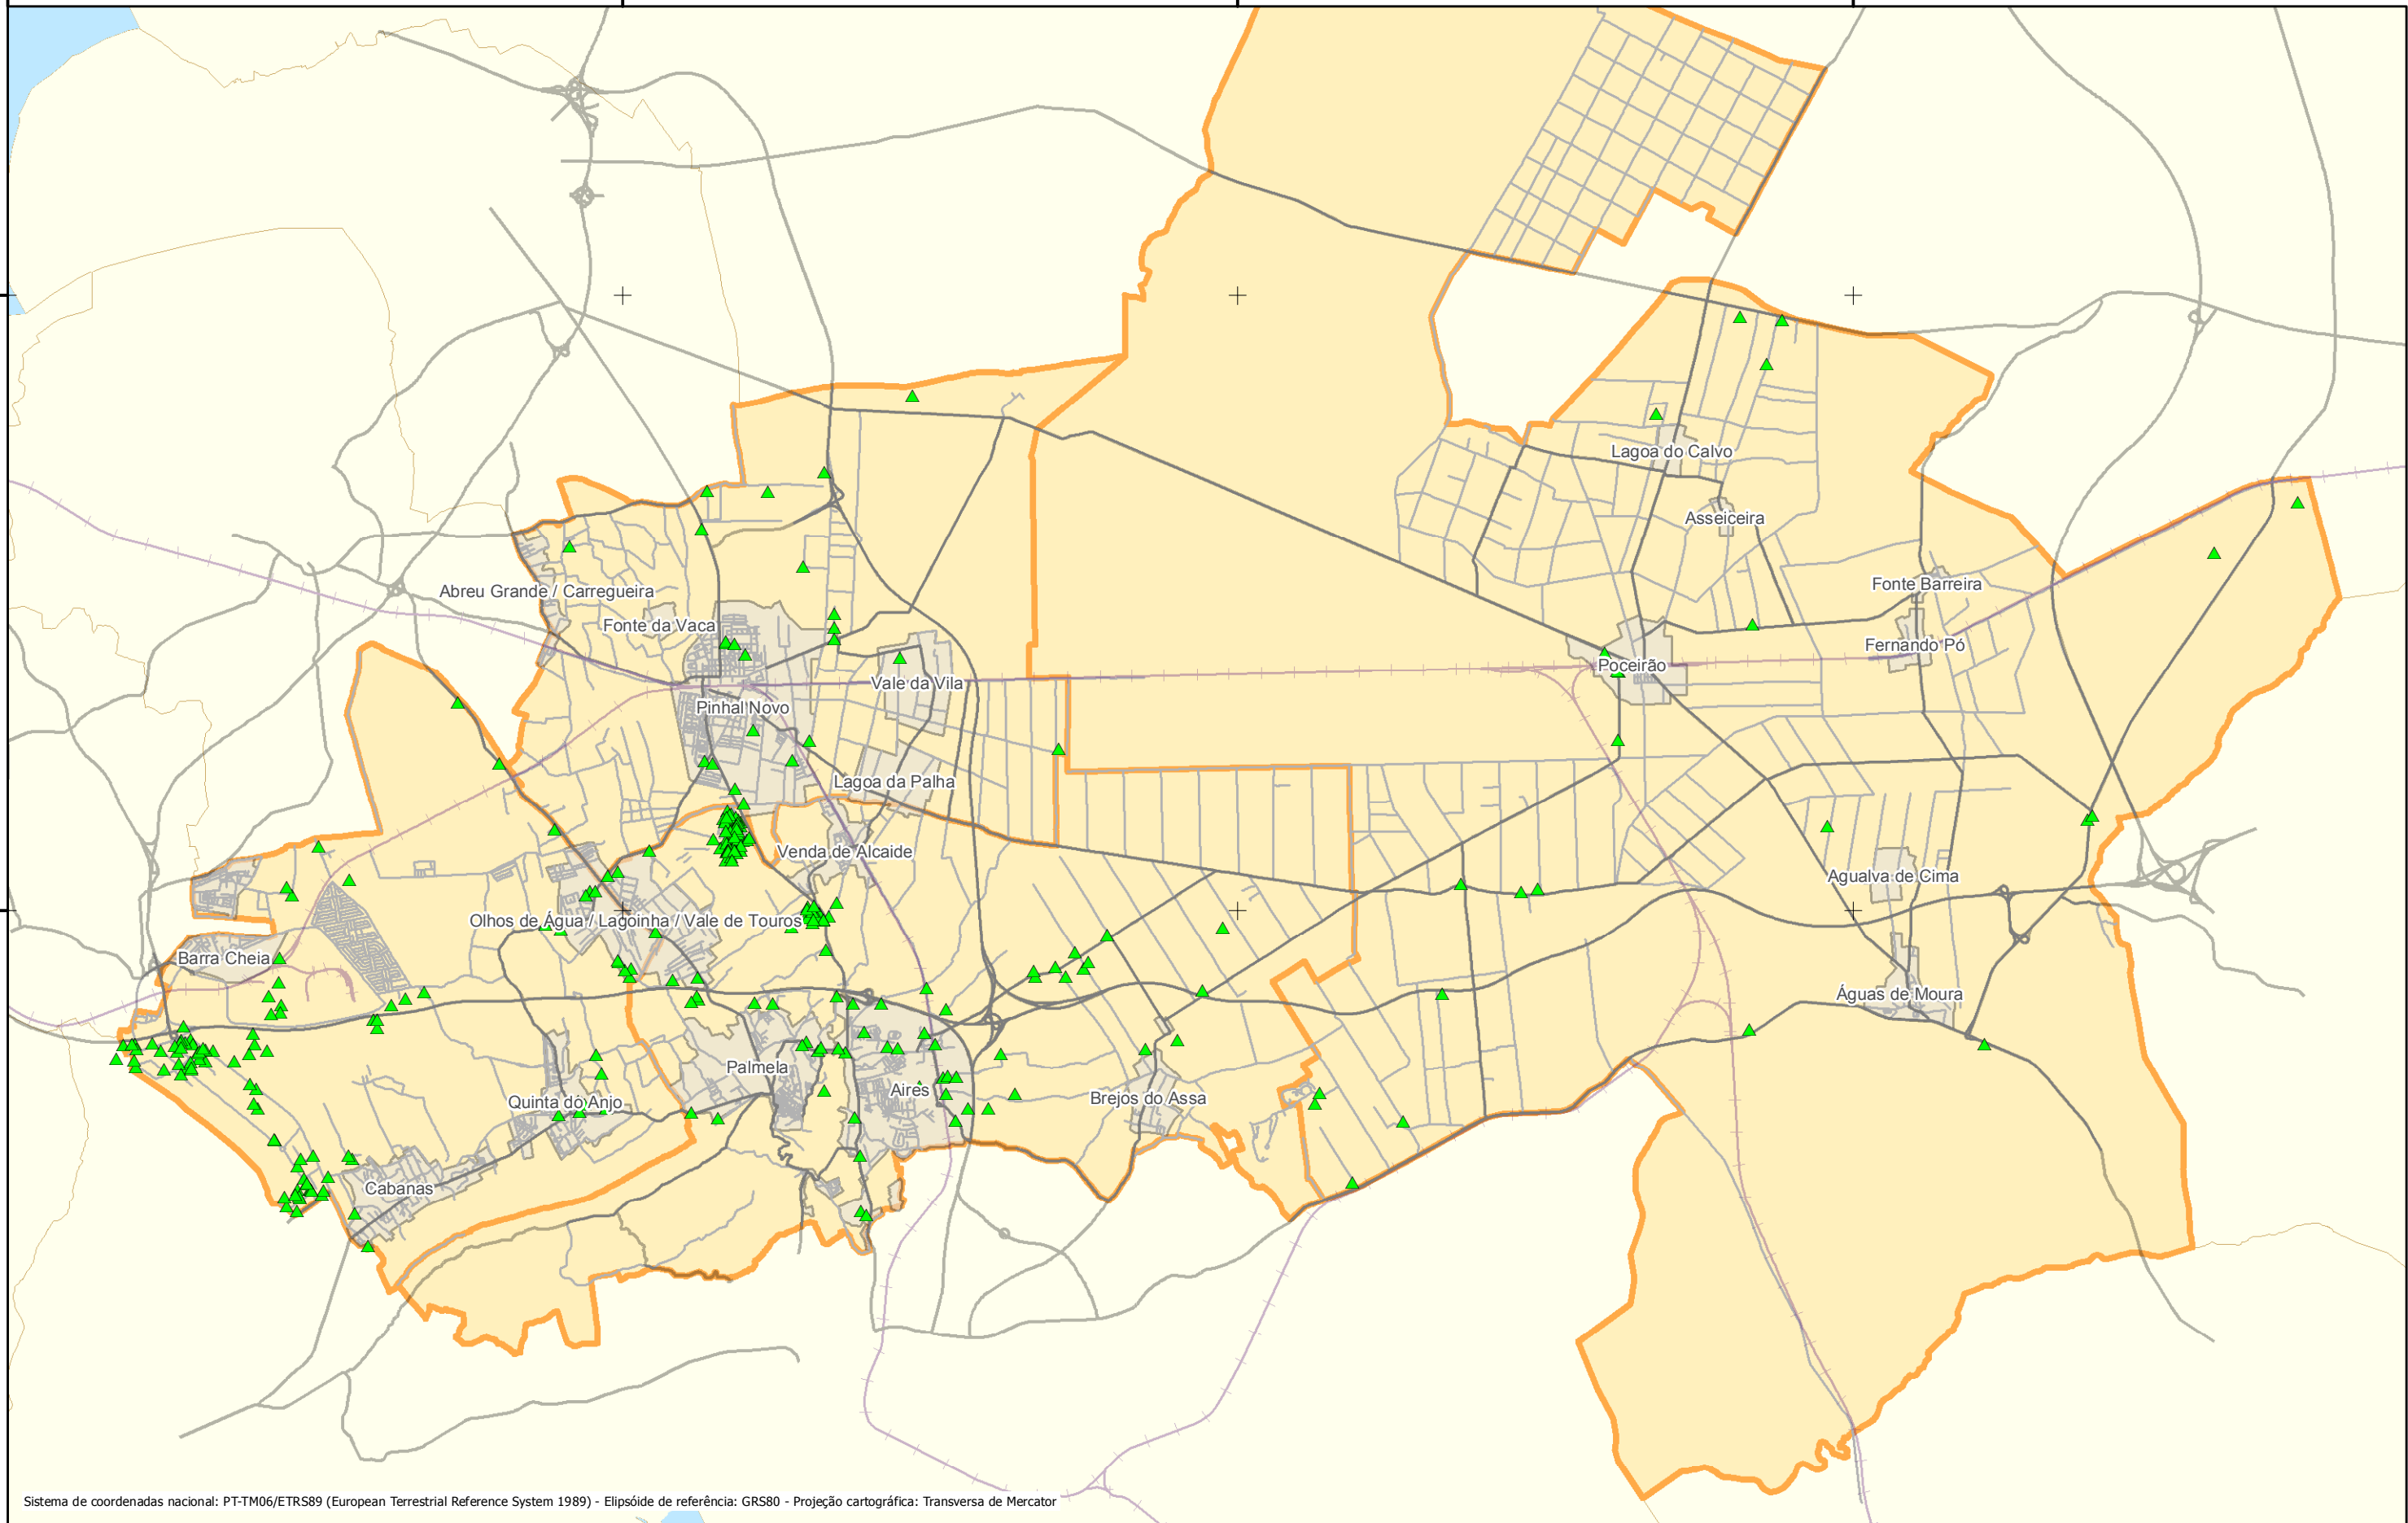 Lagoa do Calvo
Asseiceira
Fonte Barreira
Abreu Grande / Carregueira
Fonte da Vaca
Fernando Pó
Poceirão
Vale da Vila
Pinhal Novo
Lagoa da Palha
Venda de Alcaide
Agualva de Cima
Olhos de Água / Lagoinha / Vale de Touros
Barra Cheia
Águas de Moura
Palmela
Aires
Brejos do Assa
Quinta do Anjo
Cabanas
Sistema de coordenadas nacional: PT-TM06/ETRS89 (European Terrestrial Reference System 1989) - Elipsóide de referência: GRS80 - Projeção cartográfica: Transversa de Mercator